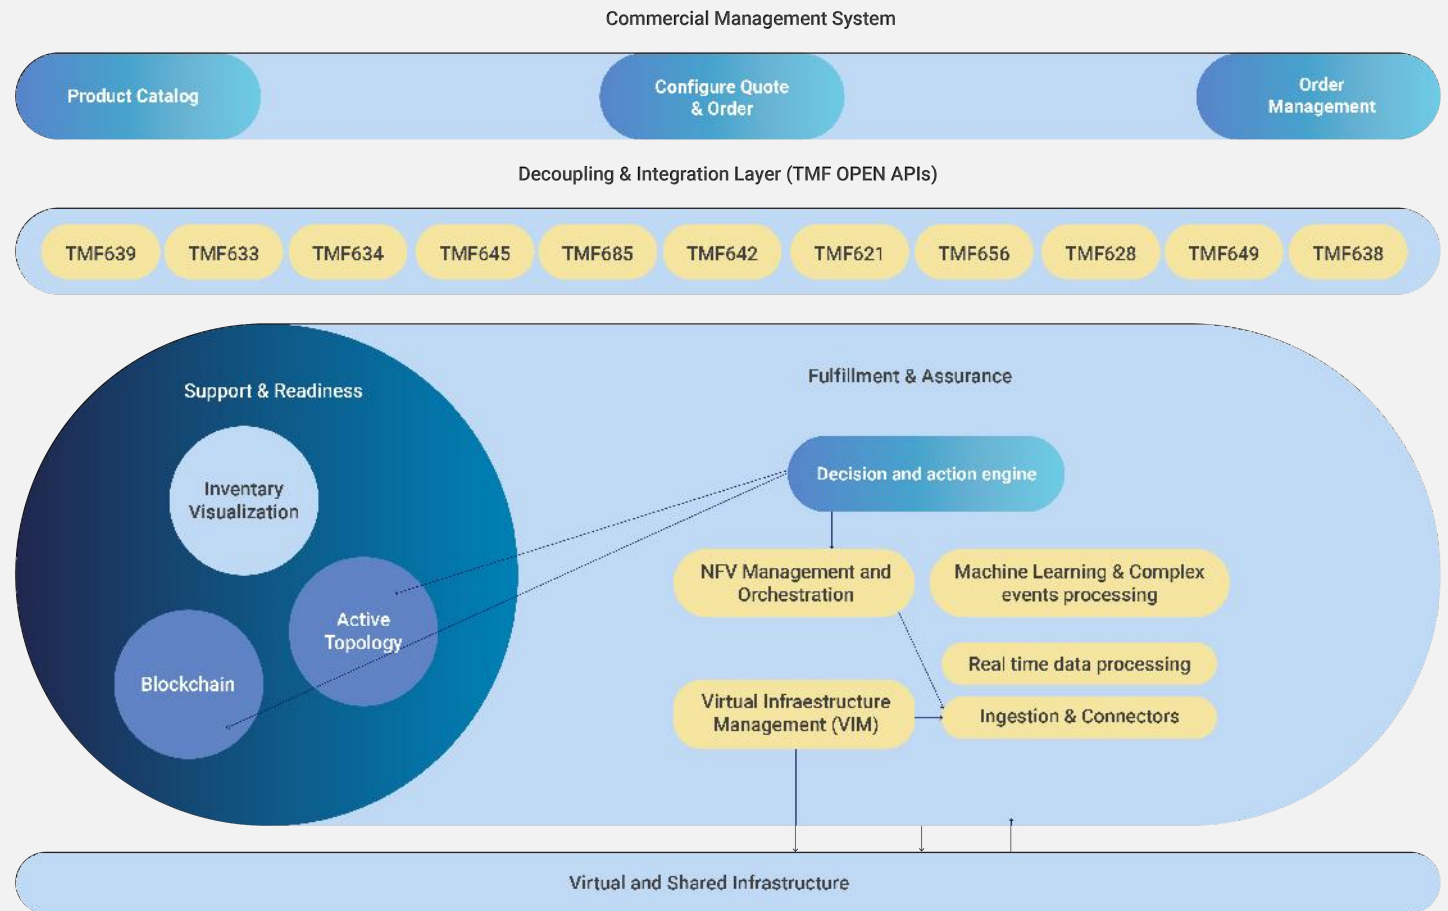 Commercial Management System
Product Catalog
Configure Quote
& Order
Order
Management
Decoupling & Integration Layer (TMF OPEN APIs)
TMF639
TMF633
TMF634
TMF645
TMF685
TMF642
TMF621
TMF656
TMF628
TMF649
TMF638
Support & Readiness
Inventary
Visualization
Active
Topology
Blockchain
Fulfillment & Assurance
Decision and action engine
NFV Management and
Orchestration
Machine Learning & Complex
events processing
Real time data processing
Virtual Infraestructure
Management (VIM)
Ingestion & Connectors
Virtual and Shared Infrastructure